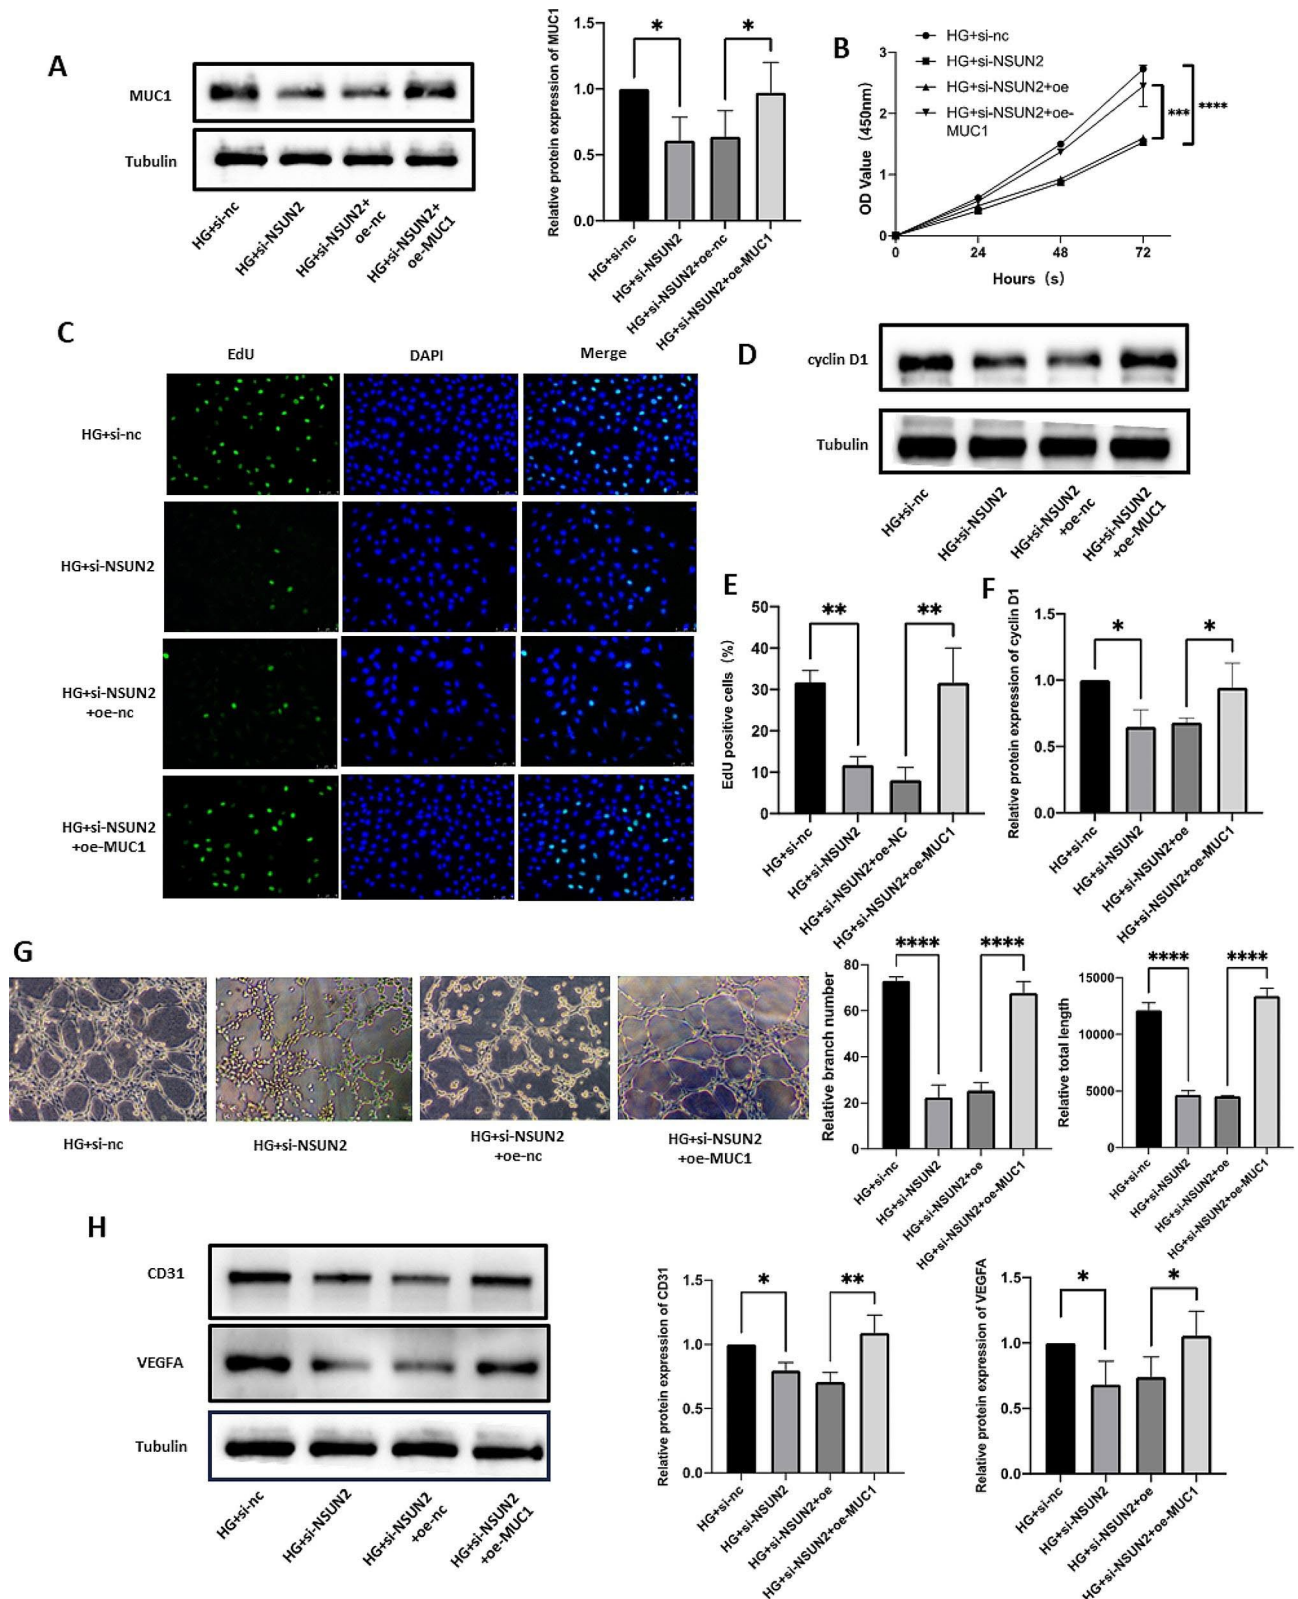 A
MUC1
Tubulin
HG+si-nc
HG+si-NSUN2
HG+si-NSUN2+
oe-nc
HG+si-NSUN2+
oe-MUC1
Relative protein expression of MUC1
1.5
1.0
0.5
0.0
*
*
HG+si-nc
HG+si-NSUN2
HG+si-NSUN2+oe-nc
HG+si-NSUN2+oe-MUC1
B
HG+si-nc
HG+si-NSUN2
HG+si-NSUN2+oe
HG+si-NSUN2+oe-
MUC1
OD Value (450nm)
3
2
1
0
0
24
48
72
Hours (s)
***
****
C
EdU
DAPI
Merge
HG+si-nc
HG+si-NSUN2
HG+si-NSUN2
+oe-nc
HG+si-NSUN2
+oe-MUC1
D
cyclin D1
Tubulin
HG+si-nc
HG+si-NSUN2
HG+si-NSUN2
+oe-nc
HG+si-NSUN2
+oe-MUC1
E
EdU positive cells (%)
50
40
30
20
10
0
**
**
HG+si-nc
HG+si-NSUN2
HG+si-NSUN2+oe-NC
HG+si-NSUN2+oe-MUC1
F
Relative protein expression of cyclin D1
1.5
1.0
0.5
0.0
*
*
HG+si-nc
HG+si-NSUN2
HG+si-NSUN2+oe
HG+si-NSUN2+oe-MUC1
G
HG+si-nc
HG+si-NSUN2
HG+si-NSUN2
+oe-nc
HG+si-NSUN2
+oe-MUC1
Relative branch number
80
60
40
20
0
****
****
HG+si-nc
HG+si-NSUN2
HG+si-NSUN2+oe
HG+si-NSUN2+oe-MUC1
Relative total length
15000
10000
5000
0
****
****
HG+si-nc
HG+si-NSUN2
HG+si-NSUN2+oe
HG+si-NSUN2+oe-MUC1
H
CD31
VEGFA
Tubulin
HG+si-nc
HG+si-NSUN2
HG+si-NSUN2
+oe-nc
HG+si-NSUN2
+oe-MUC1
Relative protein expression of CD31
1.5
1.0
0.5
0.0
*
**
HG+si-nc
HG+si-NSUN2
HG+si-NSUN2+oe
HG+si-NSUN2+oe-MUC1
Relative protein expression of VEGFA
1.5
1.0
0.5
0.0
*
*
HG+si-nc
HG+si-NSUN2
HG+si-NSUN2+oe
HG+si-NSUN2+oe-MUC1